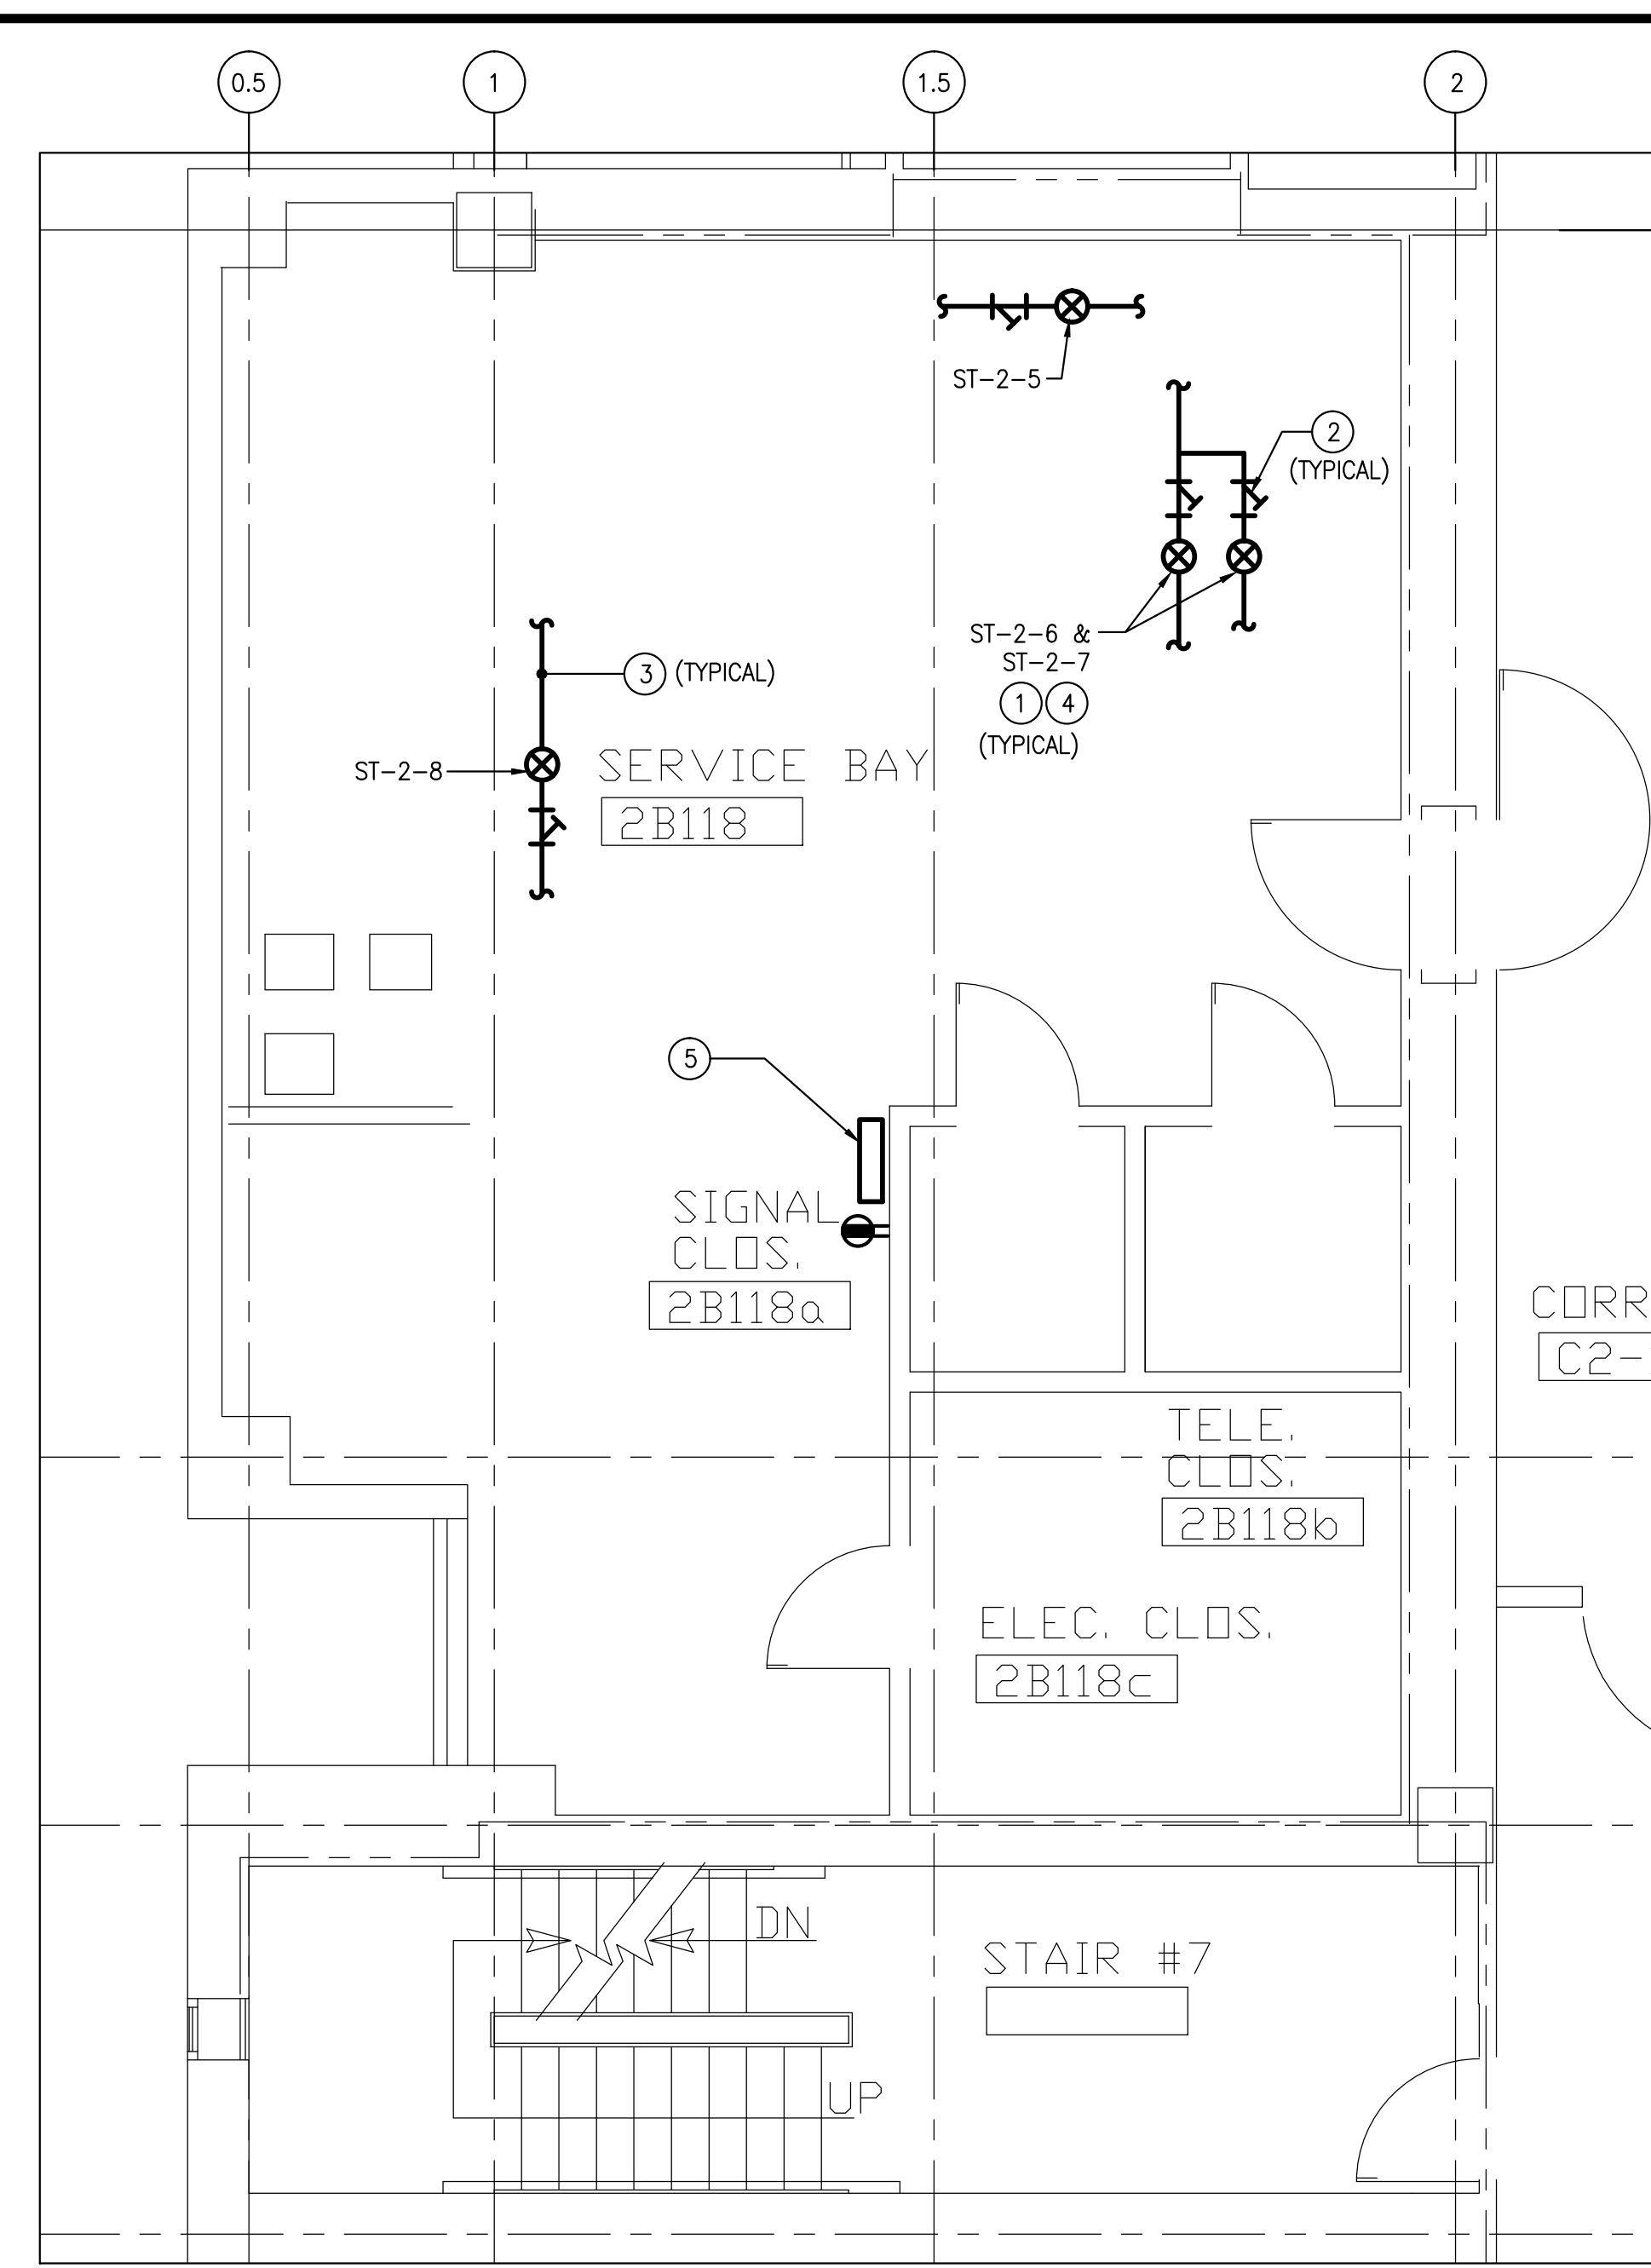 0.5
1
1.5
2
ST-2-5
2
(TYPICAL)
ST-2-6 &
ST-2-7
1 4
(TYPICAL)
3 (TYPICAL)
ST-2-8
SERVICE BAY
2B118
5
SIGNAL
CLOS.
2B118a
CORR
C2-
TELE.
CLOS.
2B118b
ELEC. CLOS.
2B118c
DN
STAIR #7
UP